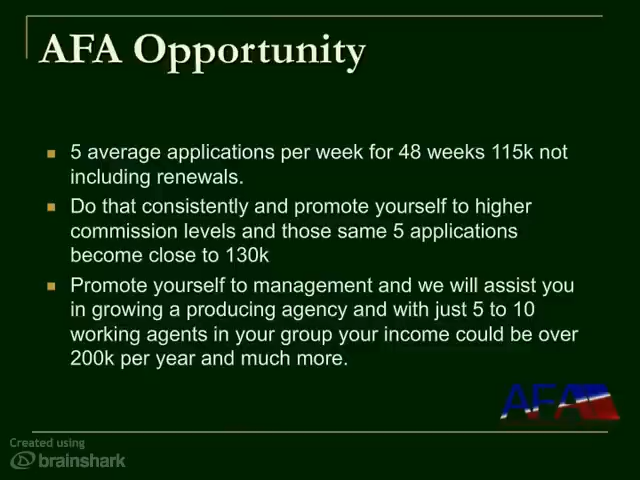 AFA Opportunity
5 average applications per week for 48 weeks 115k not
including renewals.
Do that consistently and promote yourself to higher
commission levels and those same 5 applications
become close to 130k
Promote yourself to management and we will assist you
in growing a producing agency and with just 5 to 10
working agents in your group your income could be over
200k per year and much more.
AFA
Created using
brainshark